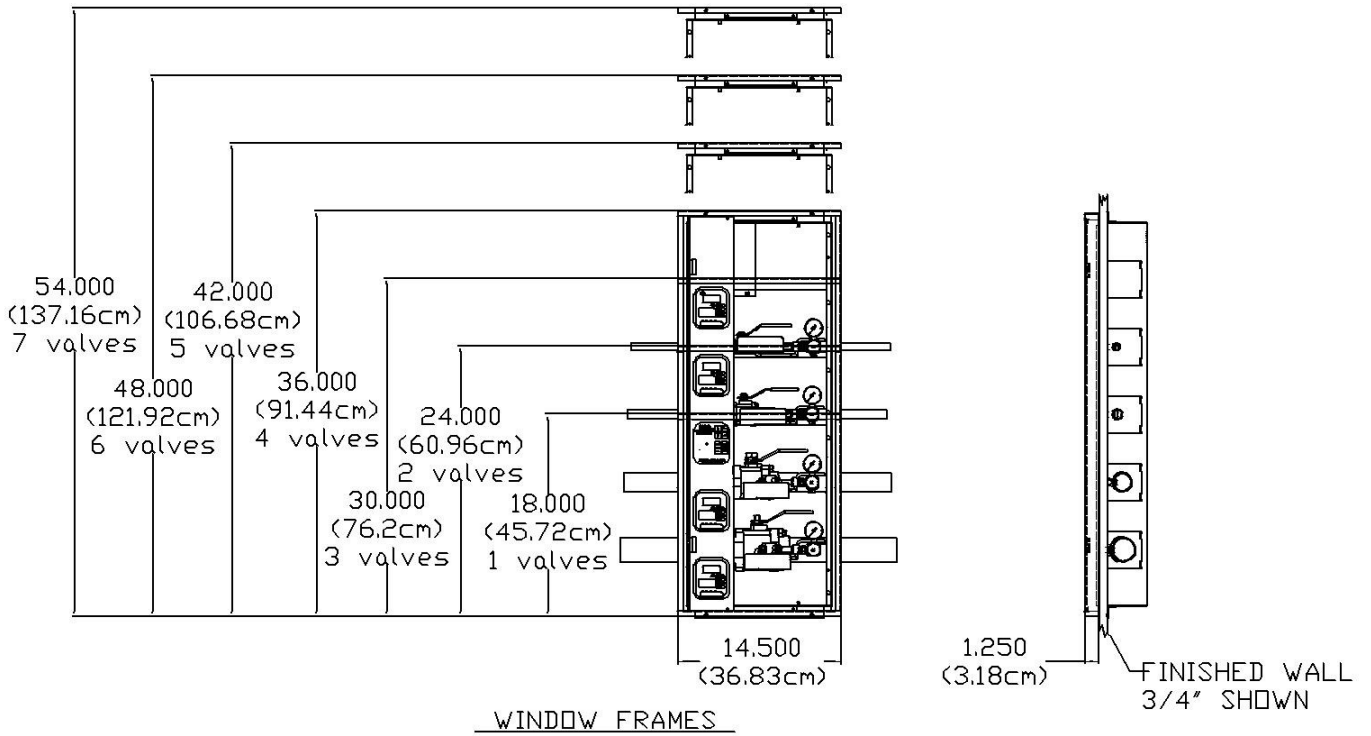 54.000
(137.16cm)
7 valves
42.000
(106.68cm)
5 valves
48.000
(121.92cm)
6 valves
36.000
(91.44cm)
4 valves
24.000
(60.96cm)
2 valves
30.000
(76.2cm)
3 valves
18.000
(45.72cm)
1 valves
14.500
(36.83cm)
1.250
(3.18cm)
FINISHED WALL
3/4" SHOWN
WINDOW FRAMES